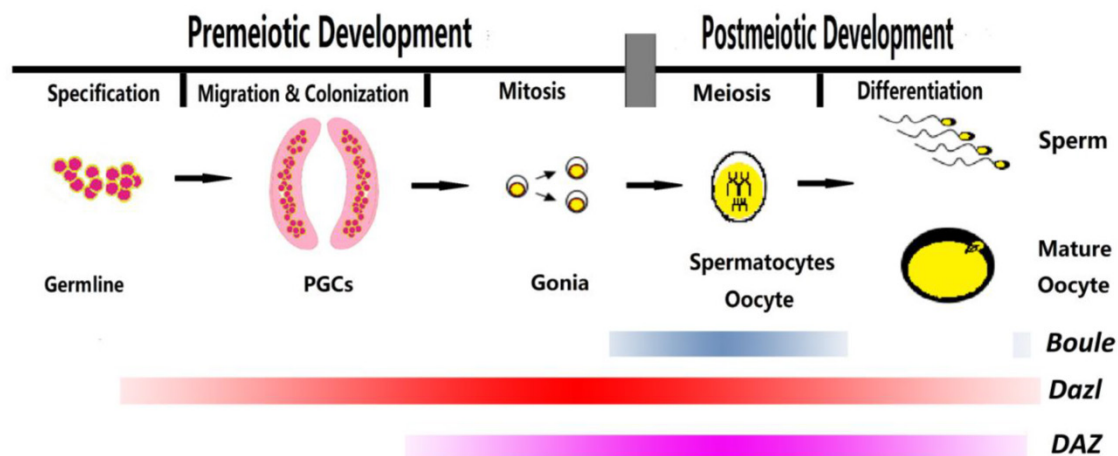 Premeiotic Development
Postmeiotic Development
Specification
Migration & Colonization
Mitosis
Meiosis
Differentiation
Sperm
Germline
PGCs
Gonia
Spermatocytes
Oocyte
Mature
Oocyte
Boule
Dazl
DAZ